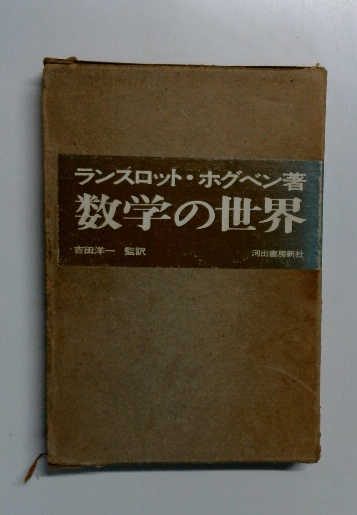 ランスロット・ホグベン著
数学の世界
吉田洋一 監訳
河出書房新社